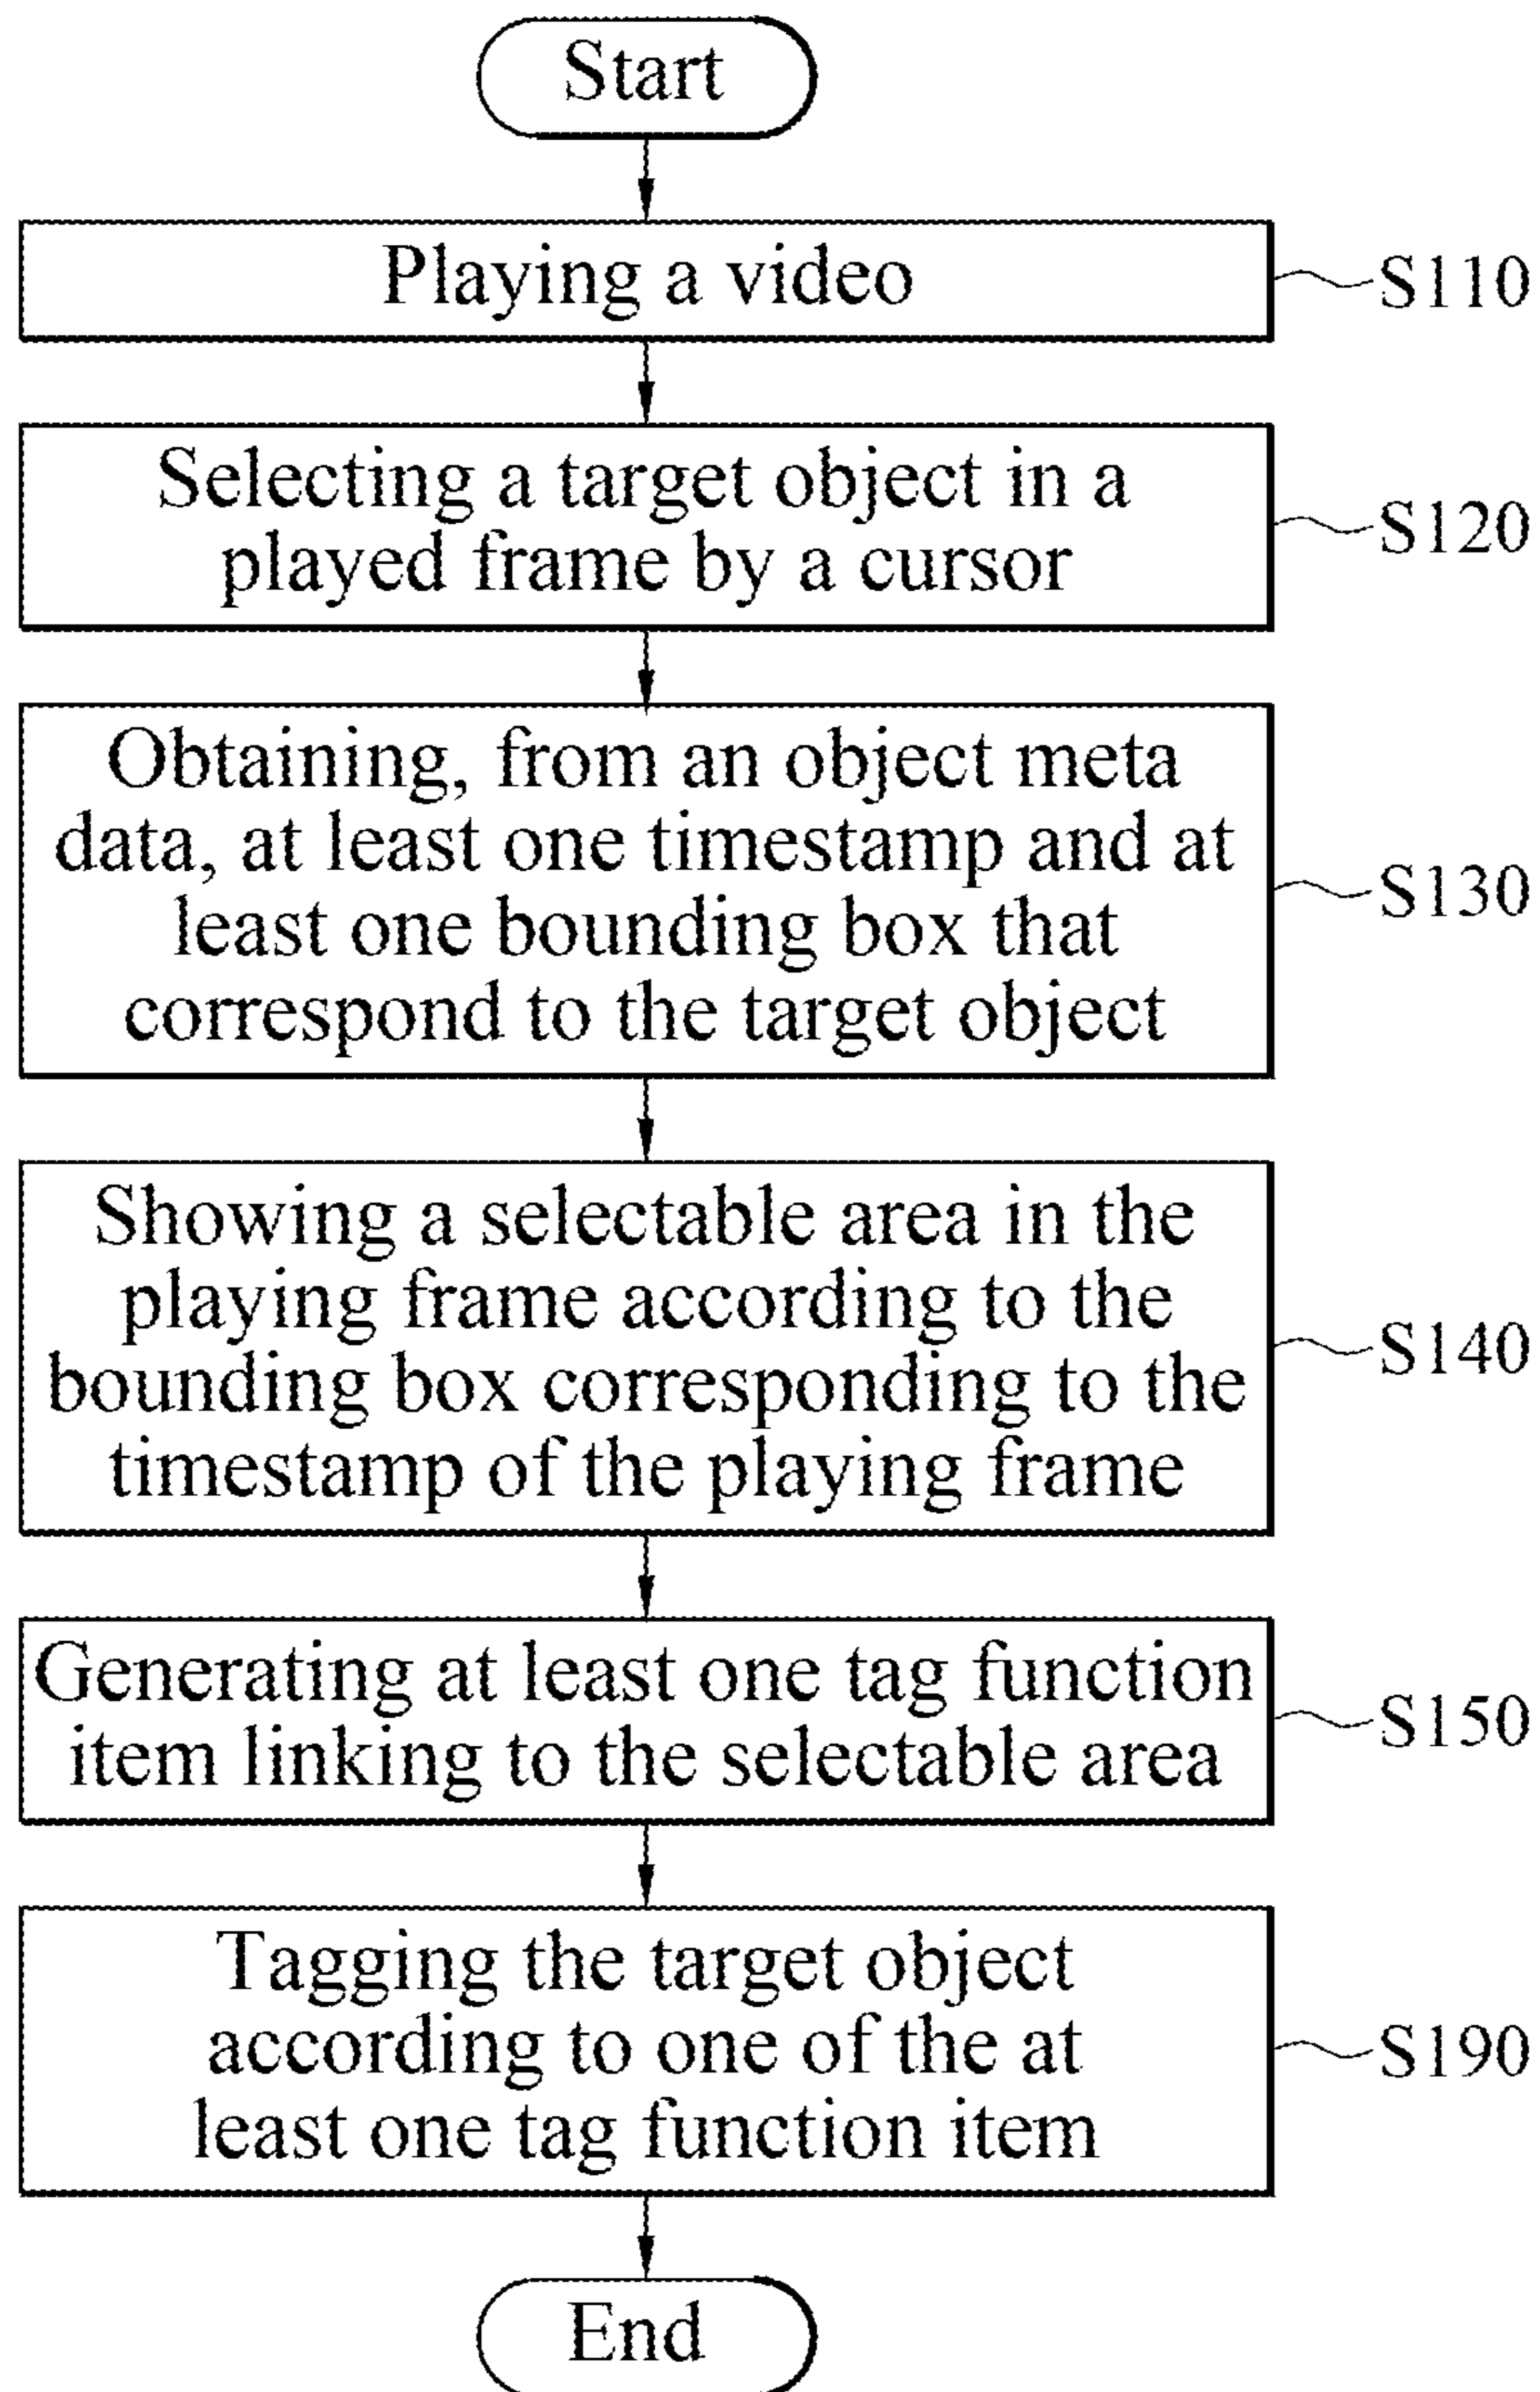 Start
Playing a video
S110
Selecting a target object in a
played frame by a cursor
S120
Obtaining, from an object meta
data, at least one timestamp and at
least one bounding box that
correspond to the target object
S130
Showing a selectable area in the
playing frame according to the
bounding box corresponding to the
timestamp of the playing frame
S140
Generating at least one tag function
item linking to the selectable area
S150
Tagging the target object
according to one of the at
least one tag function item
S190
End